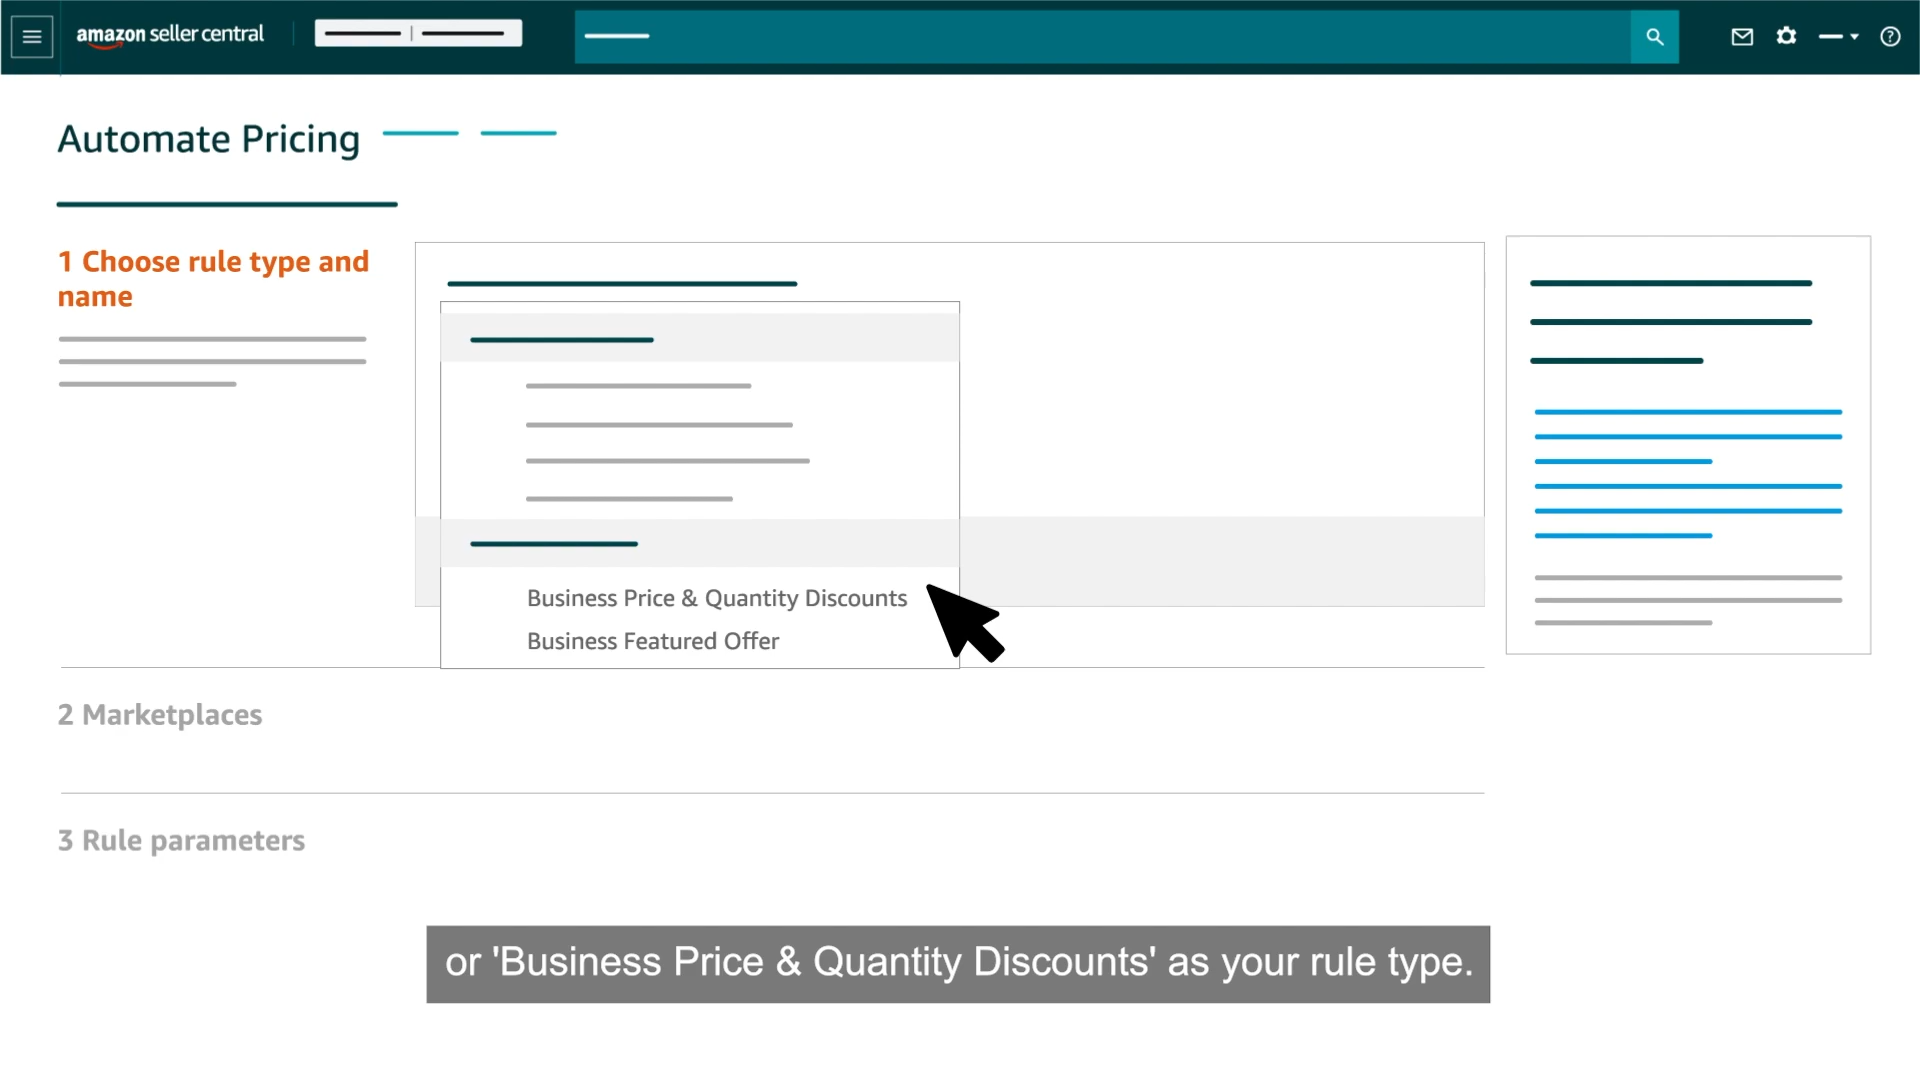 amazon seller central
Automate Pricing
1 Choose rule type and
name
Business Price & Quantity Discounts
Business Featured Offer
2 Marketplaces
3 Rule parameters
or 'Business Price & Quantity Discounts' as your rule type.